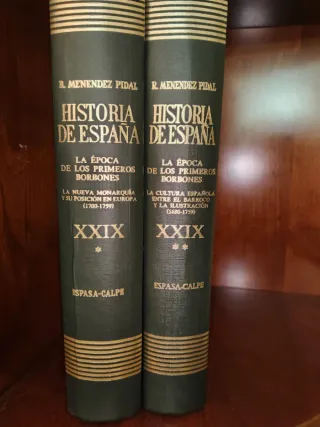 R. MENENDEZ PIDAL
HISTORIA
DE ESPAÑA
LA ÉPOCA
DE LOS PRIMEROS
BORBONES
LA NUEVA MONARQUÍA
Y SU POSICIÓN EN EUROPA
(1700-1759)
XXIX
*
ESPASA-CALPE
R. MENENDEZ PIDAL
HISTORIA
DE ESPAÑA
LA ÉPOCA
DE LOS PRIMEROS
BORBONES
LA CULTURA ESPAÑOLA
ENTRE EL BARROCO
Y LA ILUSTRACIÓN
(1680-1759)
XXIX
* *
ESPASA-CALPE